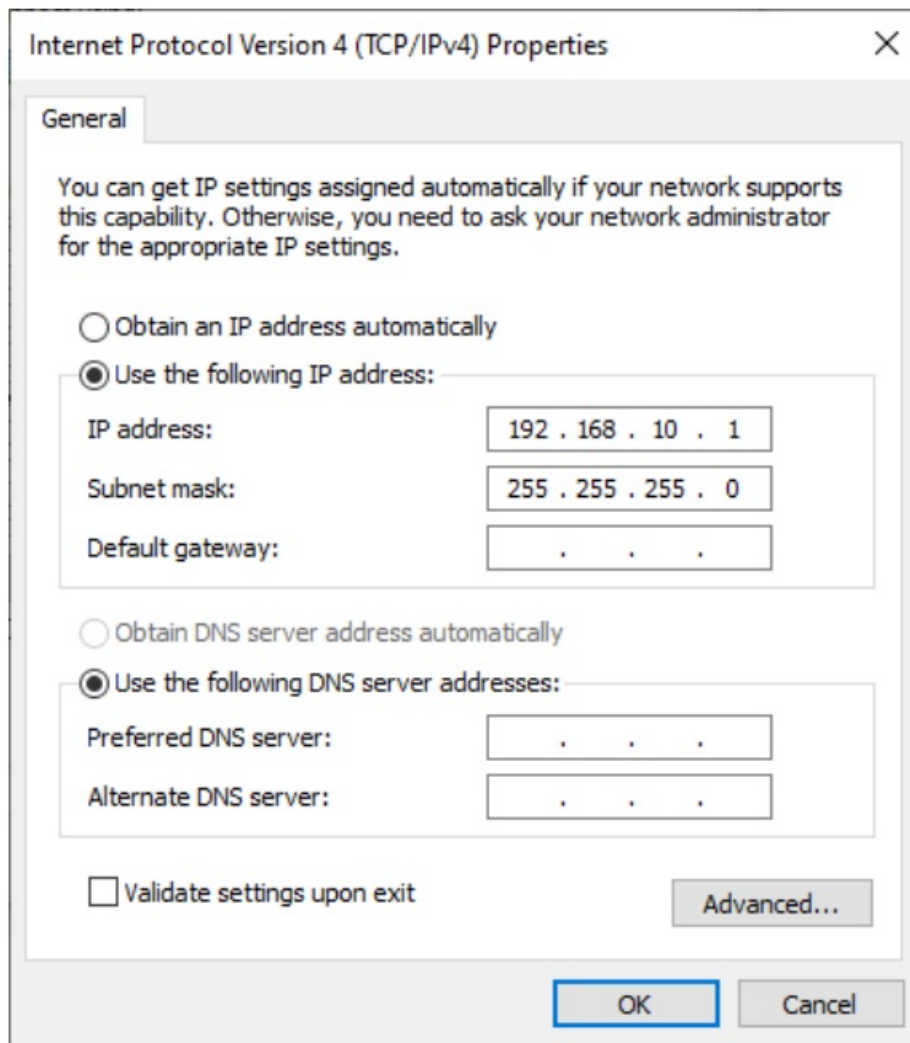 Internet Protocol Version 4 (TCP/IPv4) Properties
General
You can get IP settings assigned automatically if your network supports
this capability. Otherwise, you need to ask your network administrator
for the appropriate IP settings.
Obtain an IP address automatically
Use the following IP address:
IP address: 192 . 168 . 10 . 1
Subnet mask: 255 . 255 . 255 . 0
Default gateway: . . .
Obtain DNS server address automatically
Use the following DNS server addresses:
Preferred DNS server: . . .
Alternate DNS server: . . .
Validate settings upon exit
Advanced...
OK Cancel